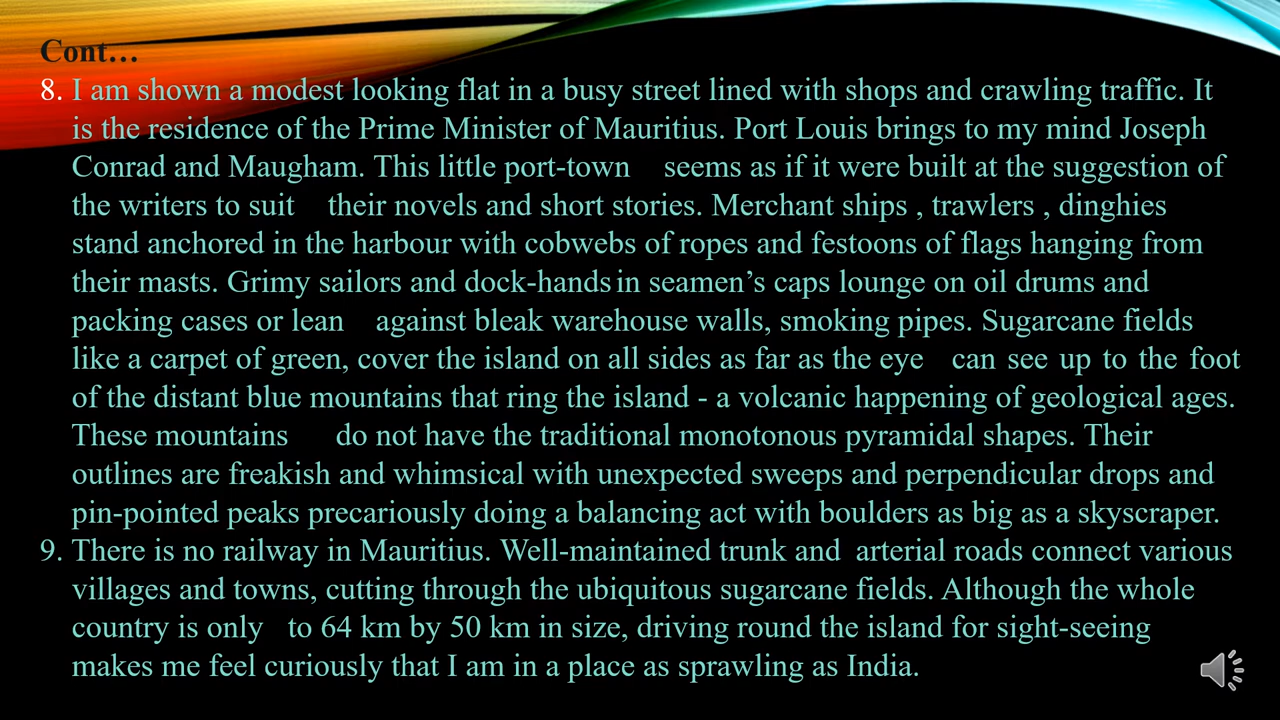 Cont…
8. I am shown a modest looking flat in a busy street lined with shops and crawling traffic. It
is the residence of the Prime Minister of Mauritius. Port Louis brings to my mind Joseph
Conrad and Maugham. This little port-town seems as if it were built at the suggestion of
the writers to suit their novels and short stories. Merchant ships , trawlers , dinghies
stand anchored in the harbour with cobwebs of ropes and festoons of flags hanging from
their masts. Grimy sailors and dock-hands in seamen’s caps lounge on oil drums and
packing cases or lean against bleak warehouse walls, smoking pipes. Sugarcane fields
like a carpet of green, cover the island on all sides as far as the eye can see up to the foot
of the distant blue mountains that ring the island - a volcanic happening of geological ages.
These mountains do not have the traditional monotonous pyramidal shapes. Their
outlines are freakish and whimsical with unexpected sweeps and perpendicular drops and
pin-pointed peaks precariously doing a balancing act with boulders as big as a skyscraper.
9. There is no railway in Mauritius. Well-maintained trunk and arterial roads connect various
villages and towns, cutting through the ubiquitous sugarcane fields. Although the whole
country is only to 64 km by 50 km in size, driving round the island for sight-seeing
makes me feel curiously that I am in a place as sprawling as India.